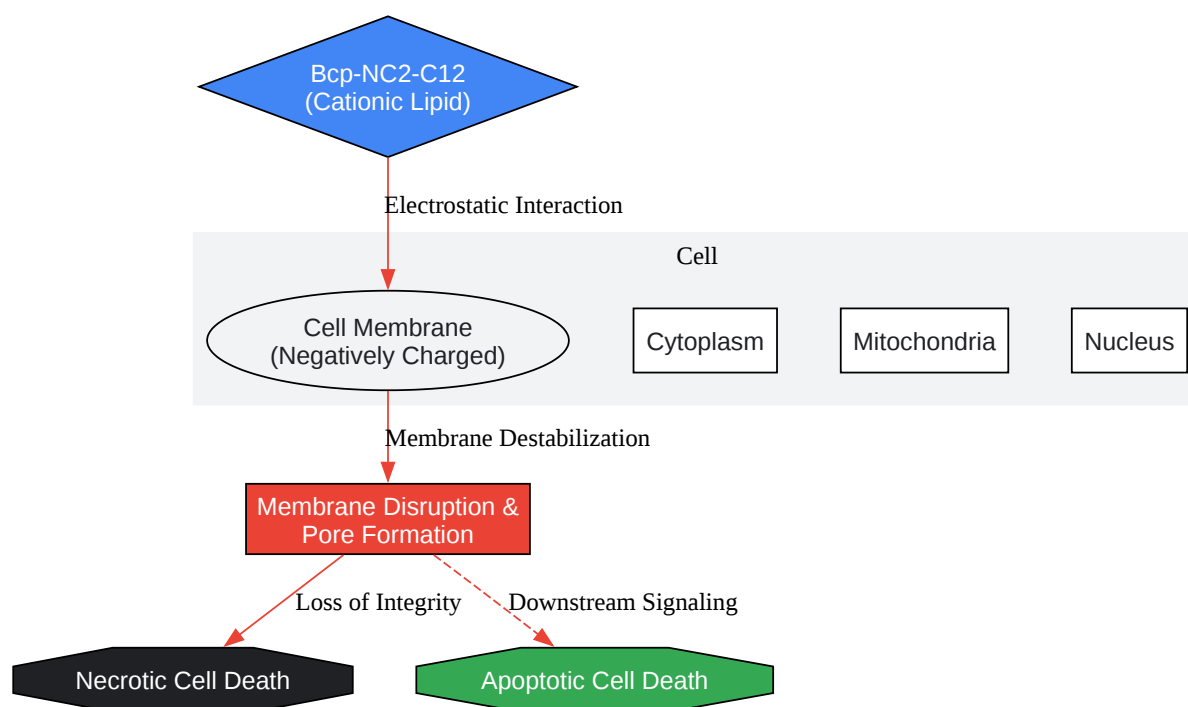 Bcp-NC2-C12
(Cationic Lipid)
Electrostatic Interaction
Cell
Cell Membrane
(Negatively Charged)
Cytoplasm
Mitochondria
Nucleus
Membrane Destabilization
Membrane Disruption &
Pore Formation
Loss of Integrity
Downstream Signaling
Necrotic Cell Death
Apoptotic Cell Death